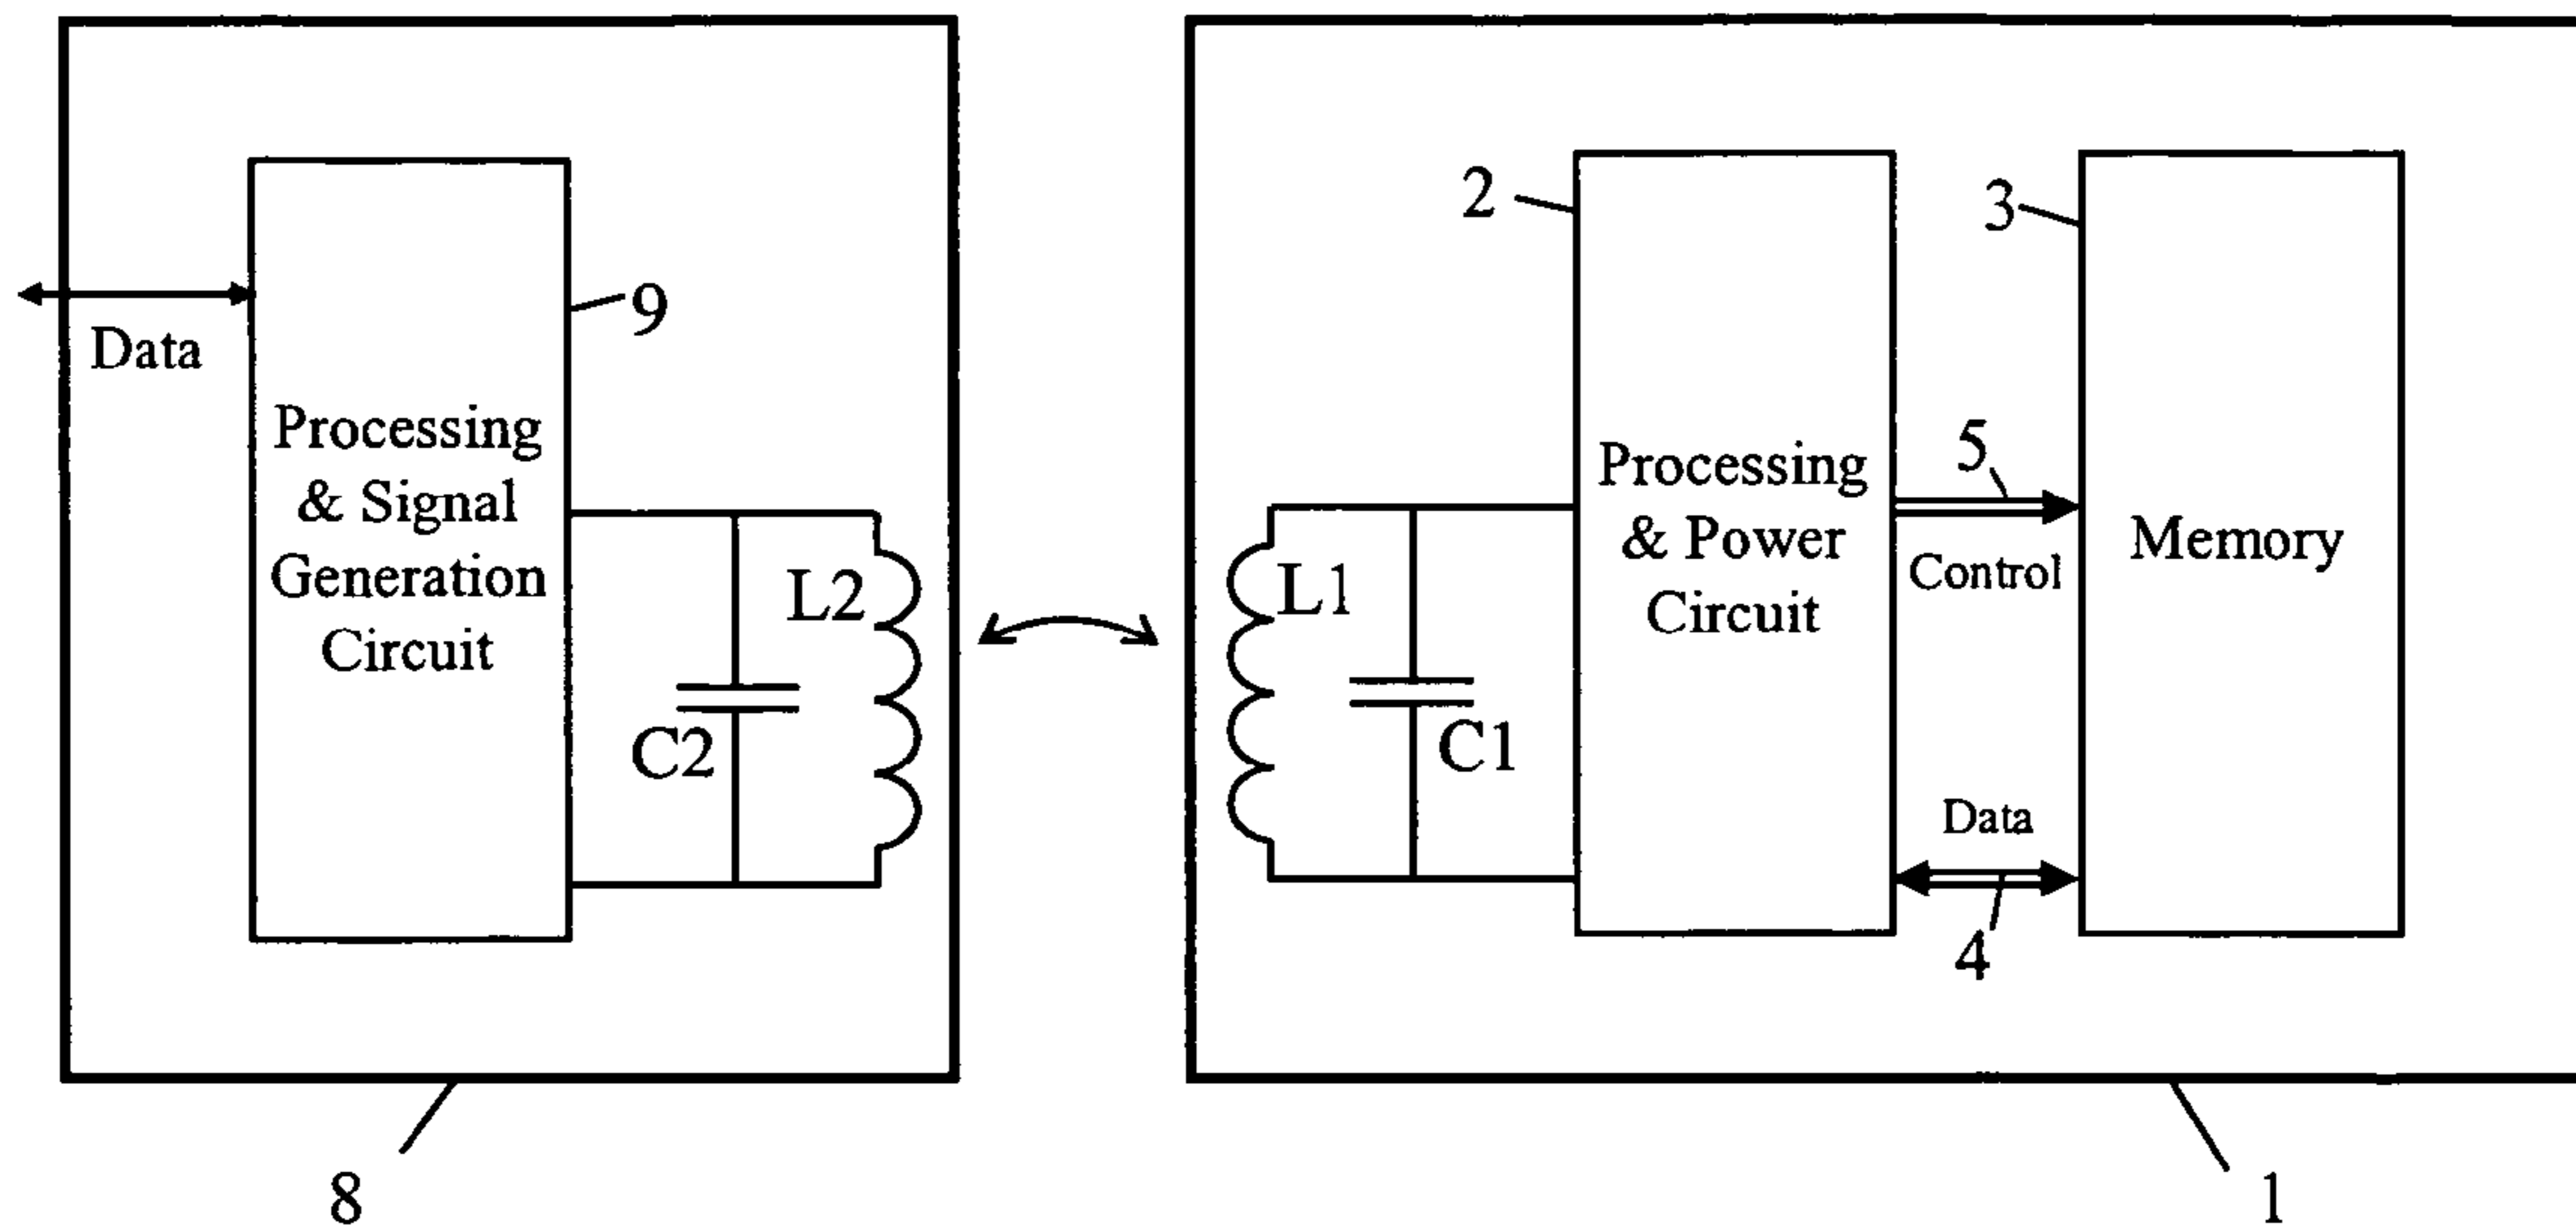 Data
9
Processing
& Signal
Generation
Circuit
L2
C2
8
2
3
Processing
& Power
Circuit
L1
C1
5
Control
Data
4
Memory
1